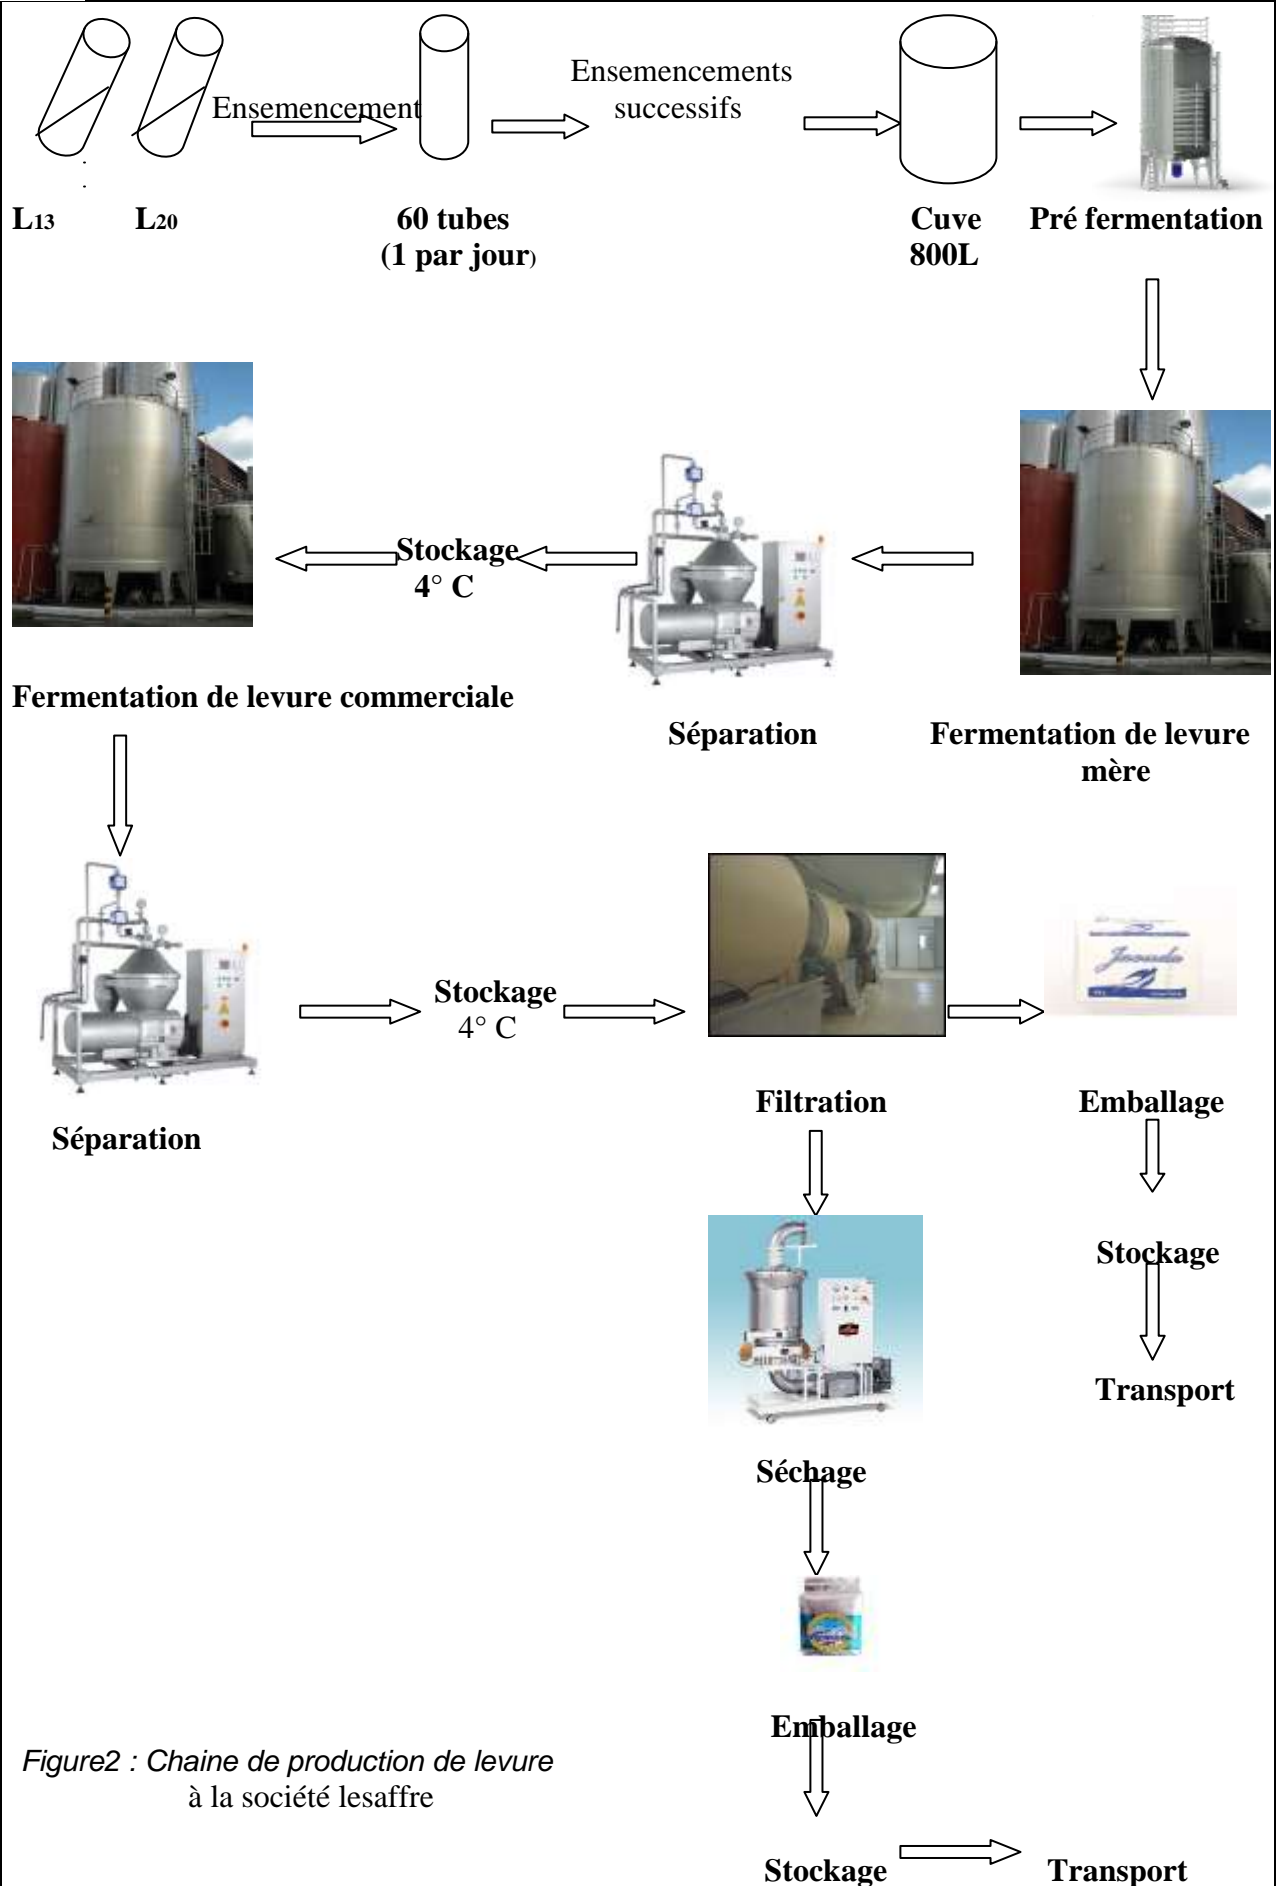 Ensemencement
Ensemencements
successifs
L13
L20
60 tubes
(1 par jour)
Cuve
800L
Pré fermentation
Stockage
4° C
Fermentation de levure commerciale
Séparation
Fermentation de levure
mère
Stockage
4° C
Jaouda
Filtration
Emballage
Séparation
Stockage
Transport
Séchage
Emballage
Figure2 : Chaine de production de levure
à la société lesaffre
Stockage
Transport